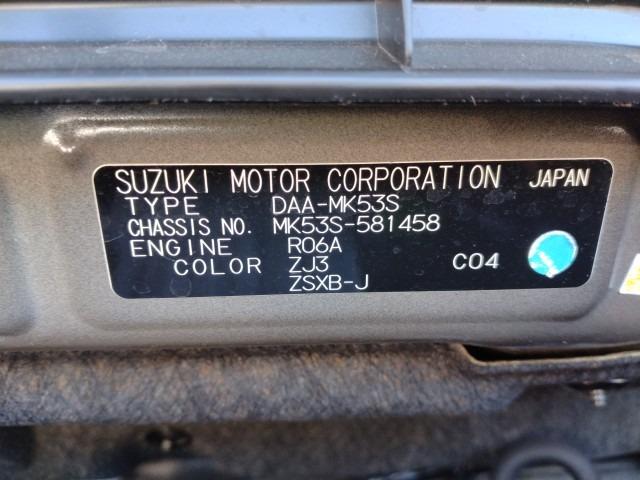 SUZUKI MOTOR CORPORATION JAPAN
TYPE DAA-MK53S
CHASSIS NO. MK53S-581458
ENGINE R06A
COLOR ZJ3 C04
ZSXB-J